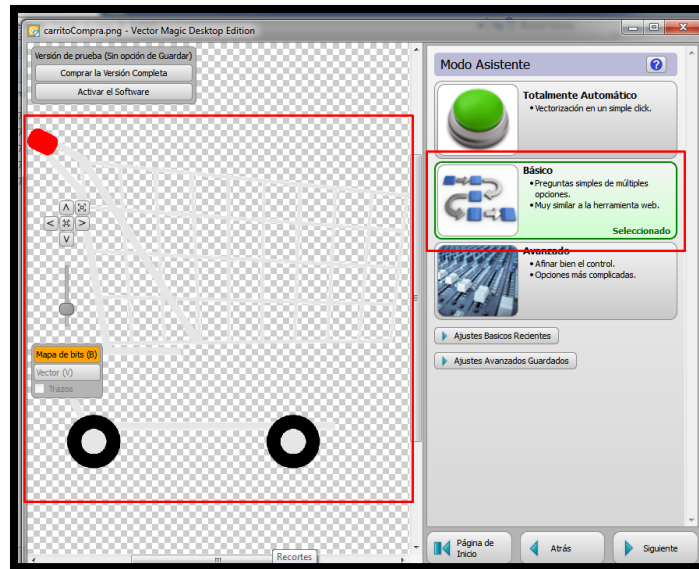 carritoCompra.png - Vector Magic Desktop Edition
Versión de prueba (Sin opción de Guardar)
Comprar la Versión Completa
Activar el Software
Mapa de bits (B)
Vector (V)
Trazos
Recortes
Modo Asistente
?
Totalmente Automático
• Vectorización en un simple click.
Básico
• Preguntas simples de múltiples
opciones.
• Muy similar a la herramienta web.
Seleccionado
Avanzado
• Afinar bien el control.
• Opciones más complicadas.
Ajustes Basicos Recientes
Ajustes Avanzados Guardados
Página de
Inicio
Atrás
Siguiente